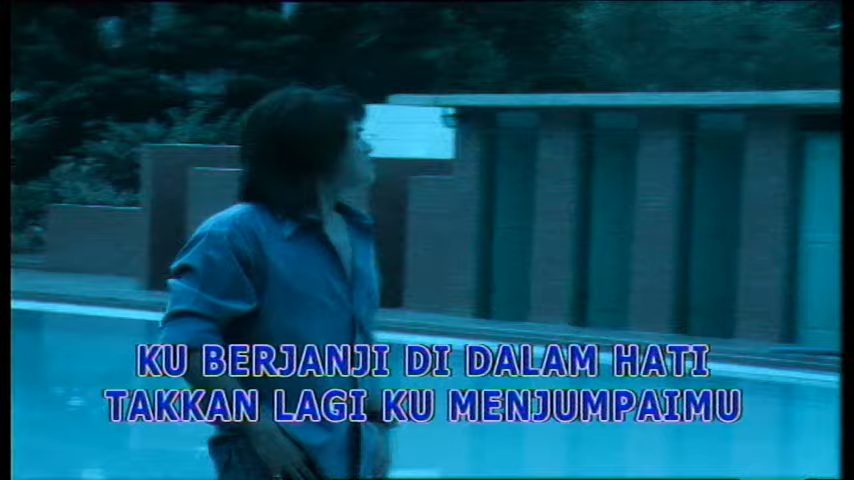 KU BERJANJI DI DALAM HATI
TAKKAN LAGI KU MENJUMPAIMU